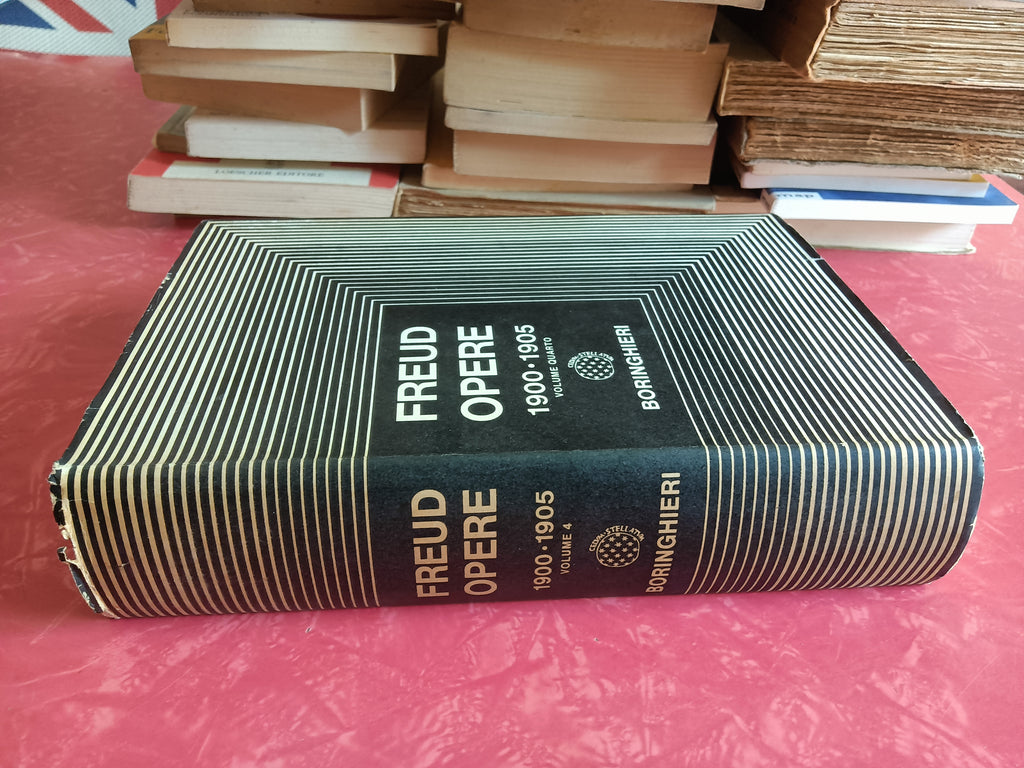 LOESCHER EDITORE
FREUD
OPERE
1900·1905
VOLUME QUARTO
BORINGHIERI
FREUD
OPERE
1900·1905
VOLUME 4
BORINGHIERI